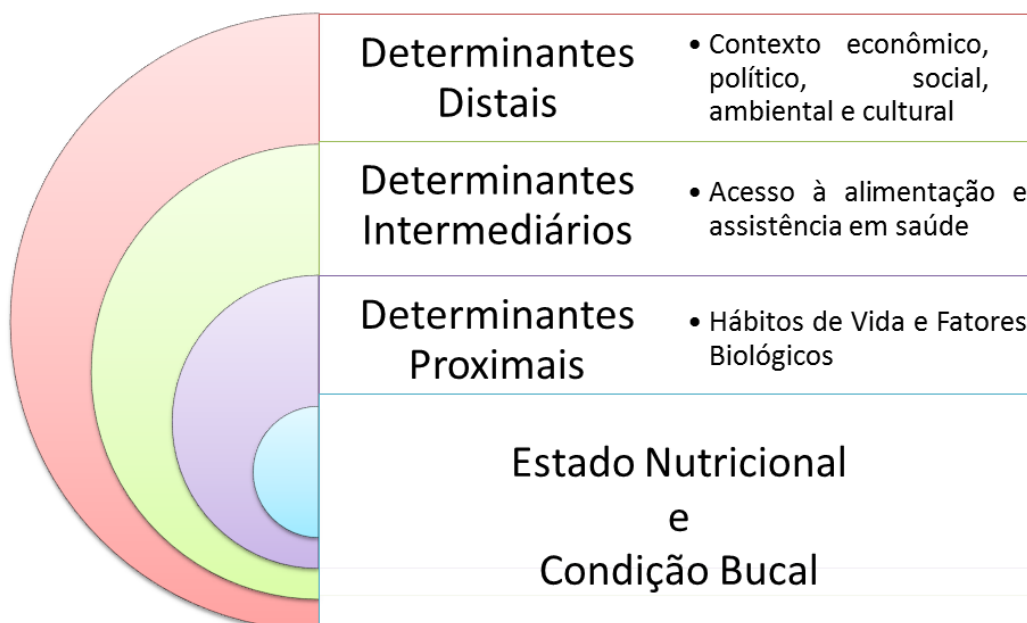 Determinantes
Distais
• Contexto econômico,
político, social,
ambiental e cultural
Determinantes
Intermediários
• Acesso à alimentação e
assistência em saúde
Determinantes
Proximais
• Hábitos de Vida e Fatores
Biológicos
Estado Nutricional
e
Condição Bucal